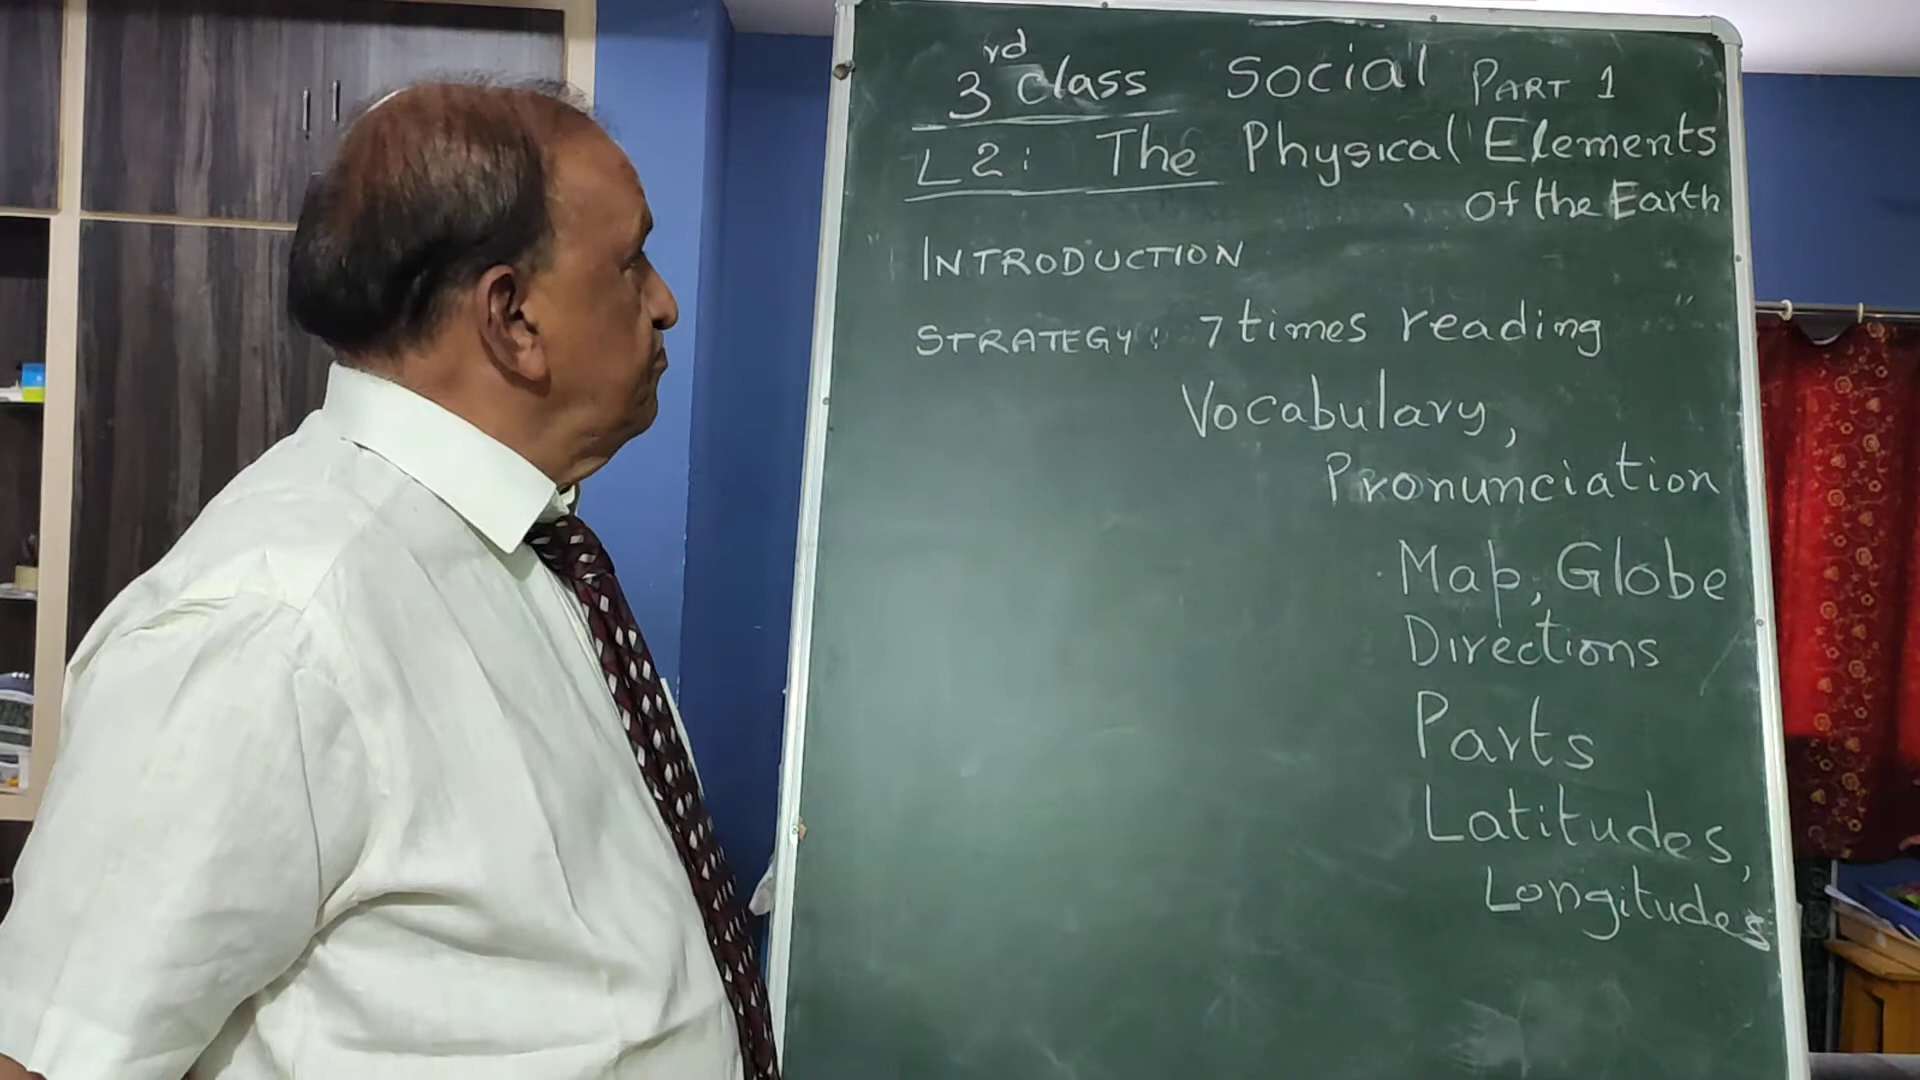 3rd class Social PART 1
L2: The Physical Elements
of the Earth
INTRODUCTION
STRATEGY: 7 times reading
Vocabulary,
Pronunciation
Map, Globe
Directions
Parts
Latitudes,
Longitudes